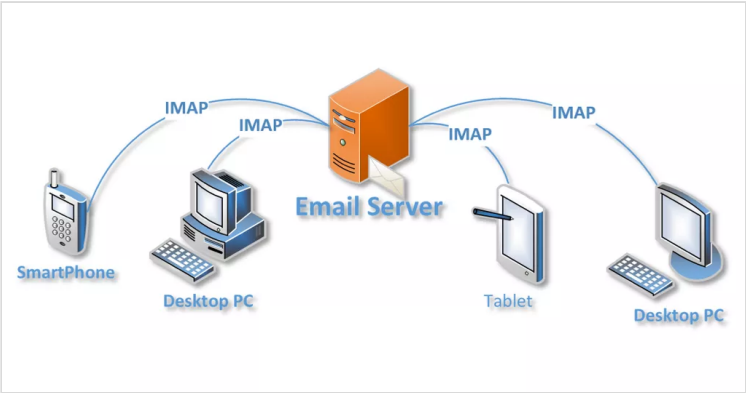 IMAP
IMAP
IMAP
IMAP
Email Server
SmartPhone
Desktop PC
Tablet
Desktop PC